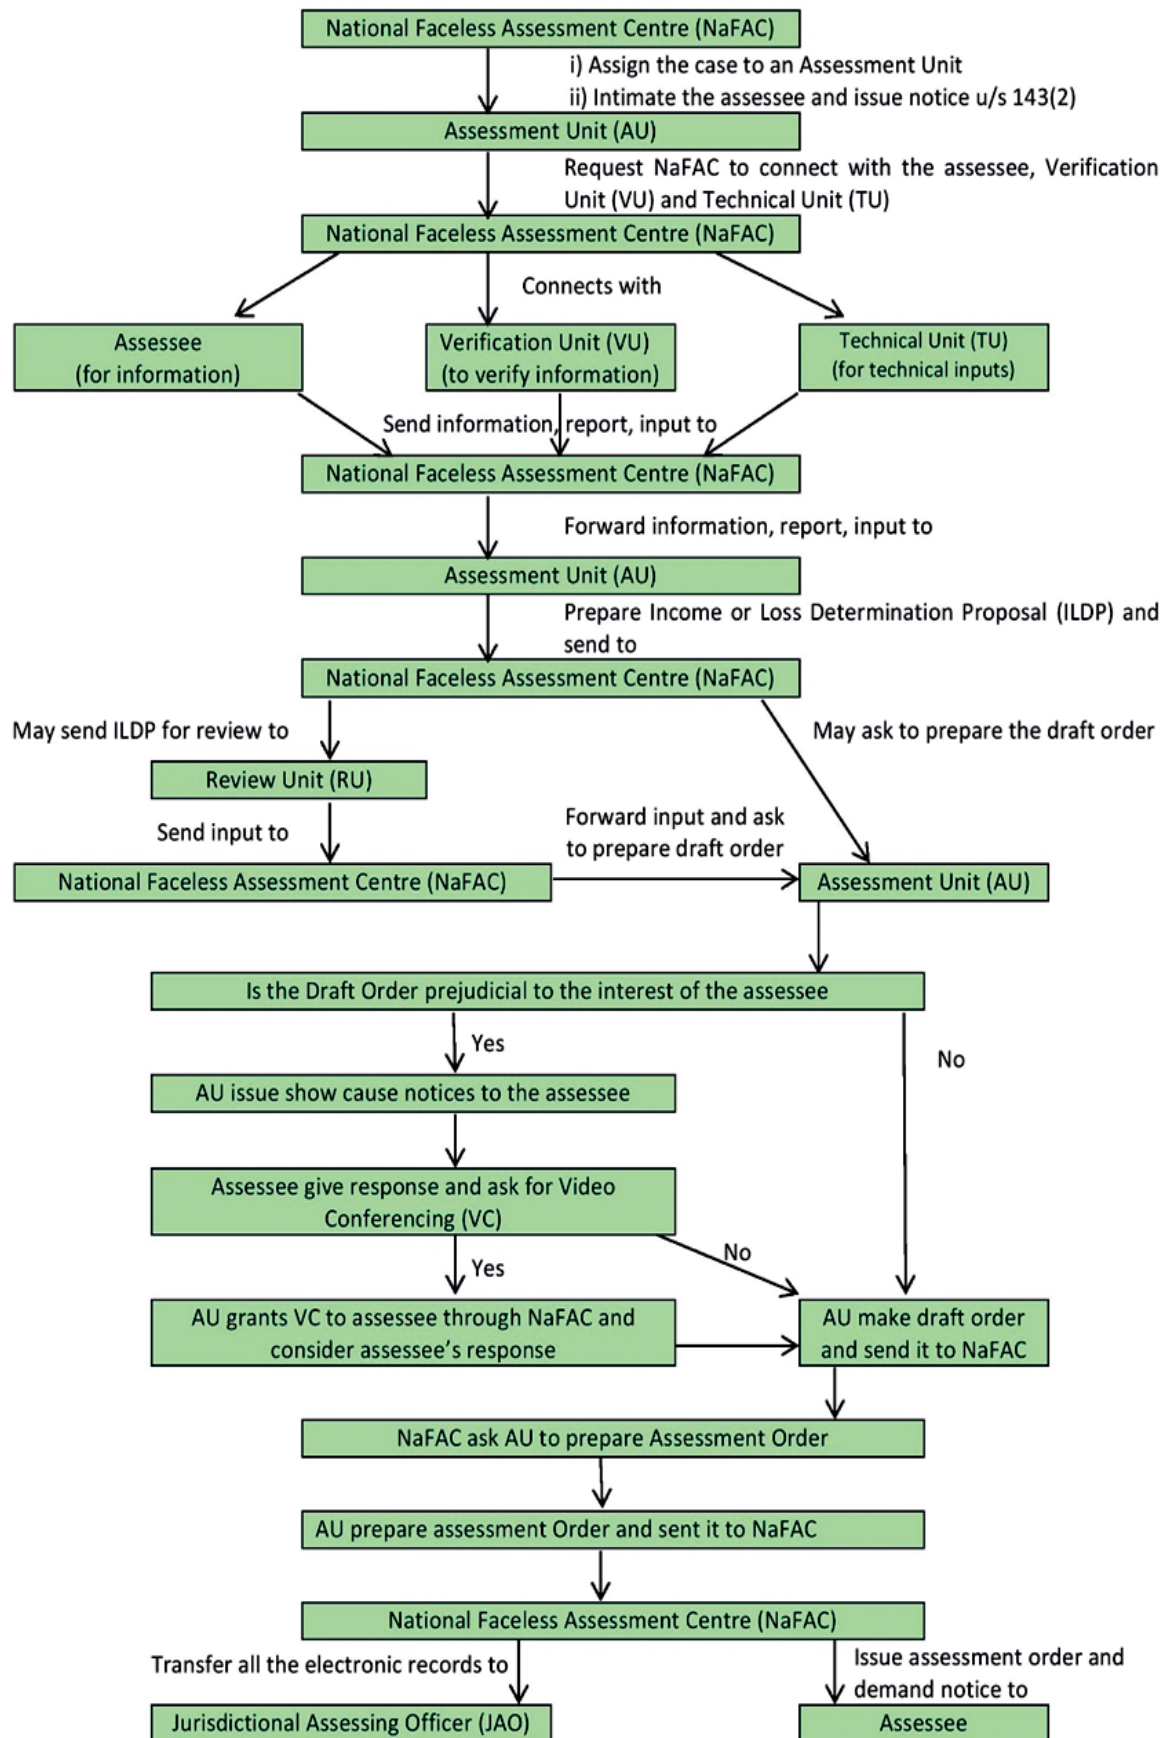 National Faceless Assessment Centre (NaFAC)
i) Assign the case to an Assessment Unit
ii) Intimate the assessee and issue notice u/s 143(2)
Assessment Unit (AU)
Request NaFAC to connect with the assessee, Verification
Unit (VU) and Technical Unit (TU)
National Faceless Assessment Centre (NaFAC)
Connects with
Assessee
(for information)
Verification Unit (VU)
(to verify information)
Technical Unit (TU)
(for technical inputs)
Send information, report, input to
National Faceless Assessment Centre (NaFAC)
Forward information, report, input to
Assessment Unit (AU)
Prepare Income or Loss Determination Proposal (ILDP) and
send to
National Faceless Assessment Centre (NaFAC)
May send ILDP for review to
May ask to prepare the draft order
Review Unit (RU)
Send input to
Forward input and ask
to prepare draft order
National Faceless Assessment Centre (NaFAC)
Assessment Unit (AU)
Is the Draft Order prejudicial to the interest of the assessee
Yes
No
AU issue show cause notices to the assessee
Assessee give response and ask for Video
Conferencing (VC)
No
Yes
AU grants VC to assessee through NaFAC and
consider assessee's response
AU make draft order
and send it to NaFAC
NaFAC ask AU to prepare Assessment Order
AU prepare assessment Order and sent it to NaFAC
National Faceless Assessment Centre (NaFAC)
Transfer all the electronic records to
Issue assessment order and
demand notice to
Jurisdictional Assessing Officer (JAO)
Assessee